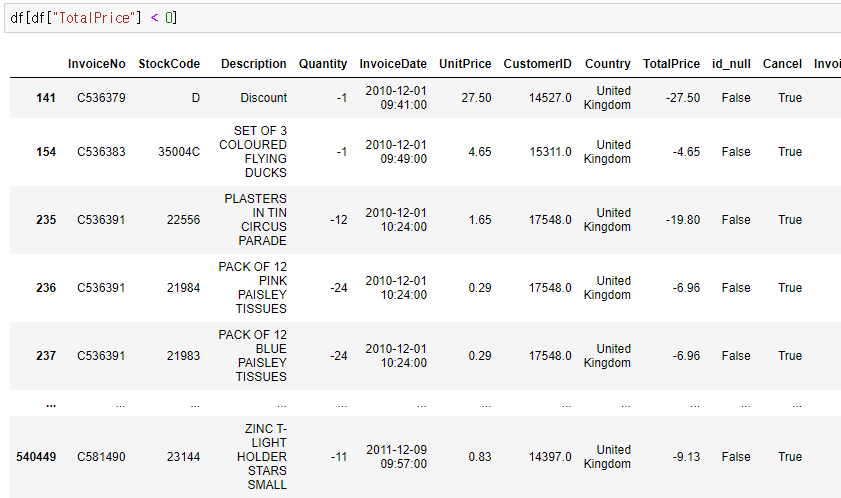 df[df["TotalPrice"] < 0]
InvoiceNo StockCode Description Quantity InvoiceDate UnitPrice CustomerID Country TotalPrice id_null Cancel Invoi
141 C536379 D Discount -1 2010-12-01 09:41:00 27.50 14527.0 United Kingdom -27.50 False True
154 C536383 35004C SET OF 3 COLOURED FLYING DUCKS -1 2010-12-01 09:49:00 4.65 15311.0 United Kingdom -4.65 False True
235 C536391 22556 PLASTERS IN TIN CIRCUS PARADE -12 2010-12-01 10:24:00 1.65 17548.0 United Kingdom -19.80 False True
236 C536391 21984 PACK OF 12 PINK PAISLEY TISSUES -24 2010-12-01 10:24:00 0.29 17548.0 United Kingdom -6.96 False True
237 C536391 21983 PACK OF 12 BLUE PAISLEY TISSUES -24 2010-12-01 10:24:00 0.29 17548.0 United Kingdom -6.96 False True
... ... ... ... ... ... ... ... ... ... ... ...
540449 C581490 23144 ZINC T-LIGHT HOLDER STARS SMALL -11 2011-12-09 09:57:00 0.83 14397.0 United Kingdom -9.13 False True